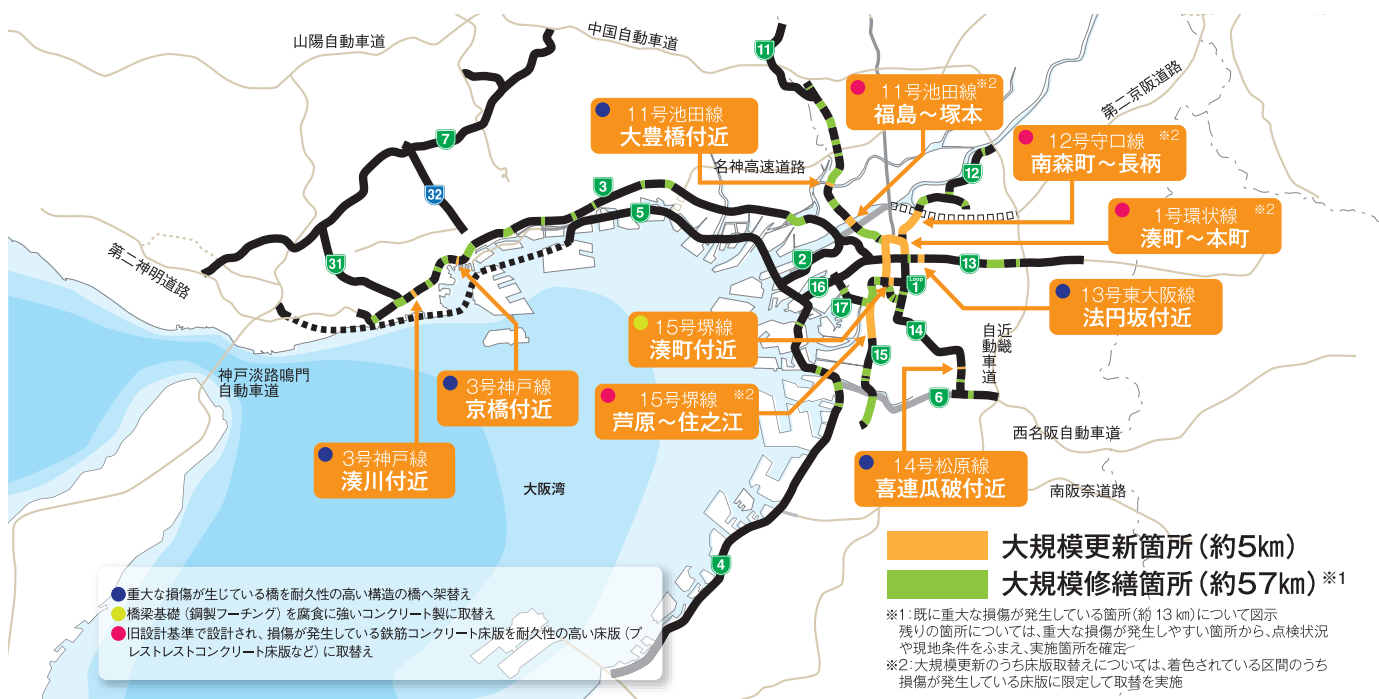 山陽自動車道
中国自動車道
11
11号池田線※2
福島〜塚本
第二京阪道路
11号池田線
大豊橋付近
12号守口線 ※2
南森町〜長柄
7
名神高速道路
12
32
3
5
1号環状線 ※2
湊町〜本町
第二神明道路
31
2
13
16
Loop
1
17
13号東大阪線
法円坂付近
15号堺線
湊町付近
14
15
近畿
自動車道
神戸淡路鳴門
自動車道
3号神戸線
京橋付近
15号堺線 ※2
芦原〜住之江
6
西名阪自動車道
3号神戸線
湊川付近
大阪湾
14号松原線
喜連瓜破付近
南阪奈道路
4
大規模更新箇所(約5㎞)
大規模修繕箇所(約57㎞)※1
重大な損傷が生じている橋を耐久性の高い構造の橋へ架替え
橋梁基礎(鋼製フーチング)を腐食に強いコンクリート製に取替え
旧設計基準で設計され、損傷が発生している鉄筋コンクリート床版を耐久性の高い床版(プ
レストレストコンクリート床版など)に取替え
※1:既に重大な損傷が発生している箇所(約13㎞)について図示
残りの箇所については、重大な損傷が発生しやすい箇所から、点検状況
や現地条件をふまえ、実施箇所を確定
※2:大規模更新のうち床版取替えについては、着色されている区間のうち
損傷が発生している床版に限定して取替を実施